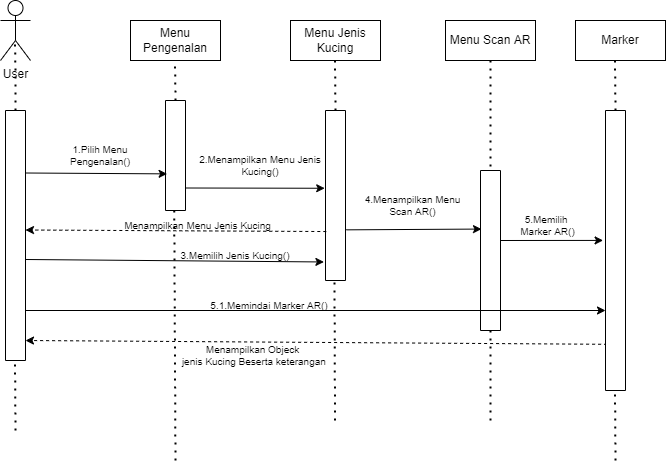 User
Menu
Pengenalan
Menu Jenis
Kucing
Menu Scan AR
Marker
1.Pilih Menu
Pengenalan()
2.Menampilkan Menu Jenis
Kucing()
4.Menampilkan Menu
Scan AR()
5.Memilih
Marker AR()
Menampilkan Menu Jenis Kucing
3.Memilih Jenis Kucing()
5.1.Memindai Marker AR()
Menampilkan Objeck
jenis Kucing Beserta keterangan